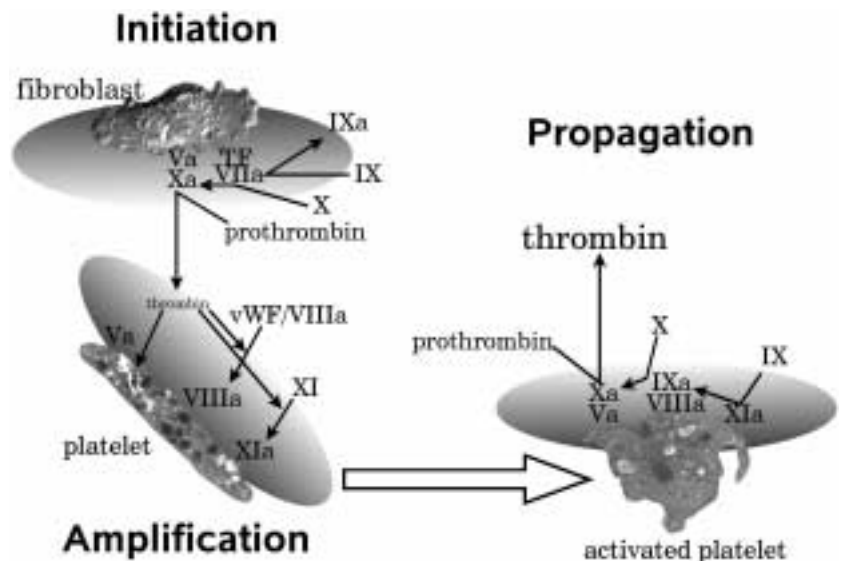 Initiation
fibroblast
IXa
Va TF
Xa VIIa
IX
X
prothrombin
thrombin
vWF/VIIIa
Va
VIIIa
XI
platelet
XIa
Amplification
Propagation
thrombin
X
prothrombin
IX
Xa IXa
Va VIIIa XIa
activated platelet